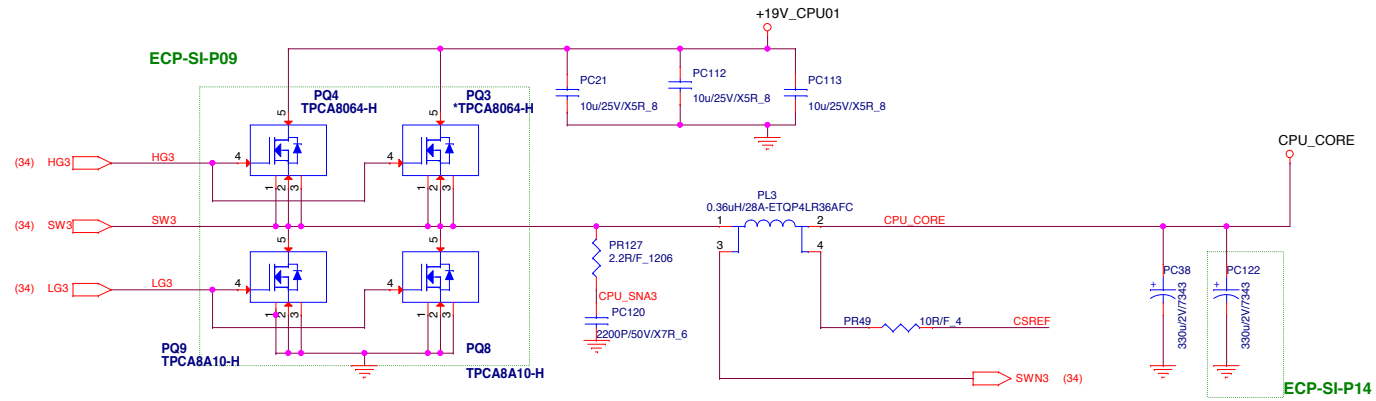 +19V_CPU01
ECP-SI-P09
PQ4
TPCA8064-H
PQ3
*TPCA8064-H
PC21
10u/25V/X5R_8
PC112
10u/25V/X5R_8
PC113
10u/25V/X5R_8
5
5
(34) HG3
HG3
4
4
1
2
3
1
2
3
CPU_CORE
PL3
0.36uH/28A-ETQP4LR36AFC
(34) SW3
SW3
1
2
CPU_CORE
3
4
5
5
PR127
2.2R/F_1206
(34) LG3
LG3
4
4
CPU_SNA3
PC120
2200P/50V/X7R_6
1
2
3
1
2
3
PC38
+
330u/2V/7343
PC122
+
330u/2V/7343
PR49
10R/F_4
CSREF
PQ9
TPCA8A10-H
PQ8
TPCA8A10-H
SWN3 (34)
ECP-SI-P14